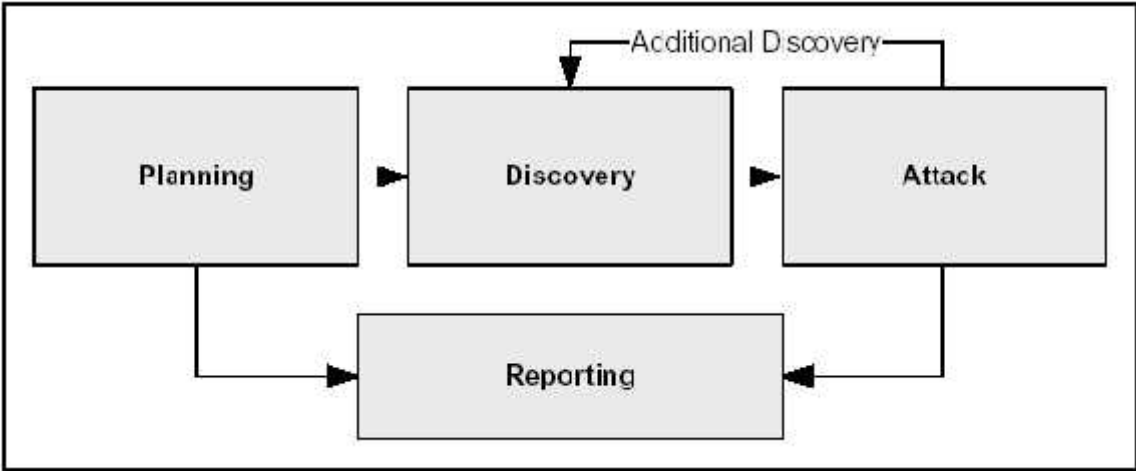 Additional Discovery
Planning
Discovery
Attack
Reporting